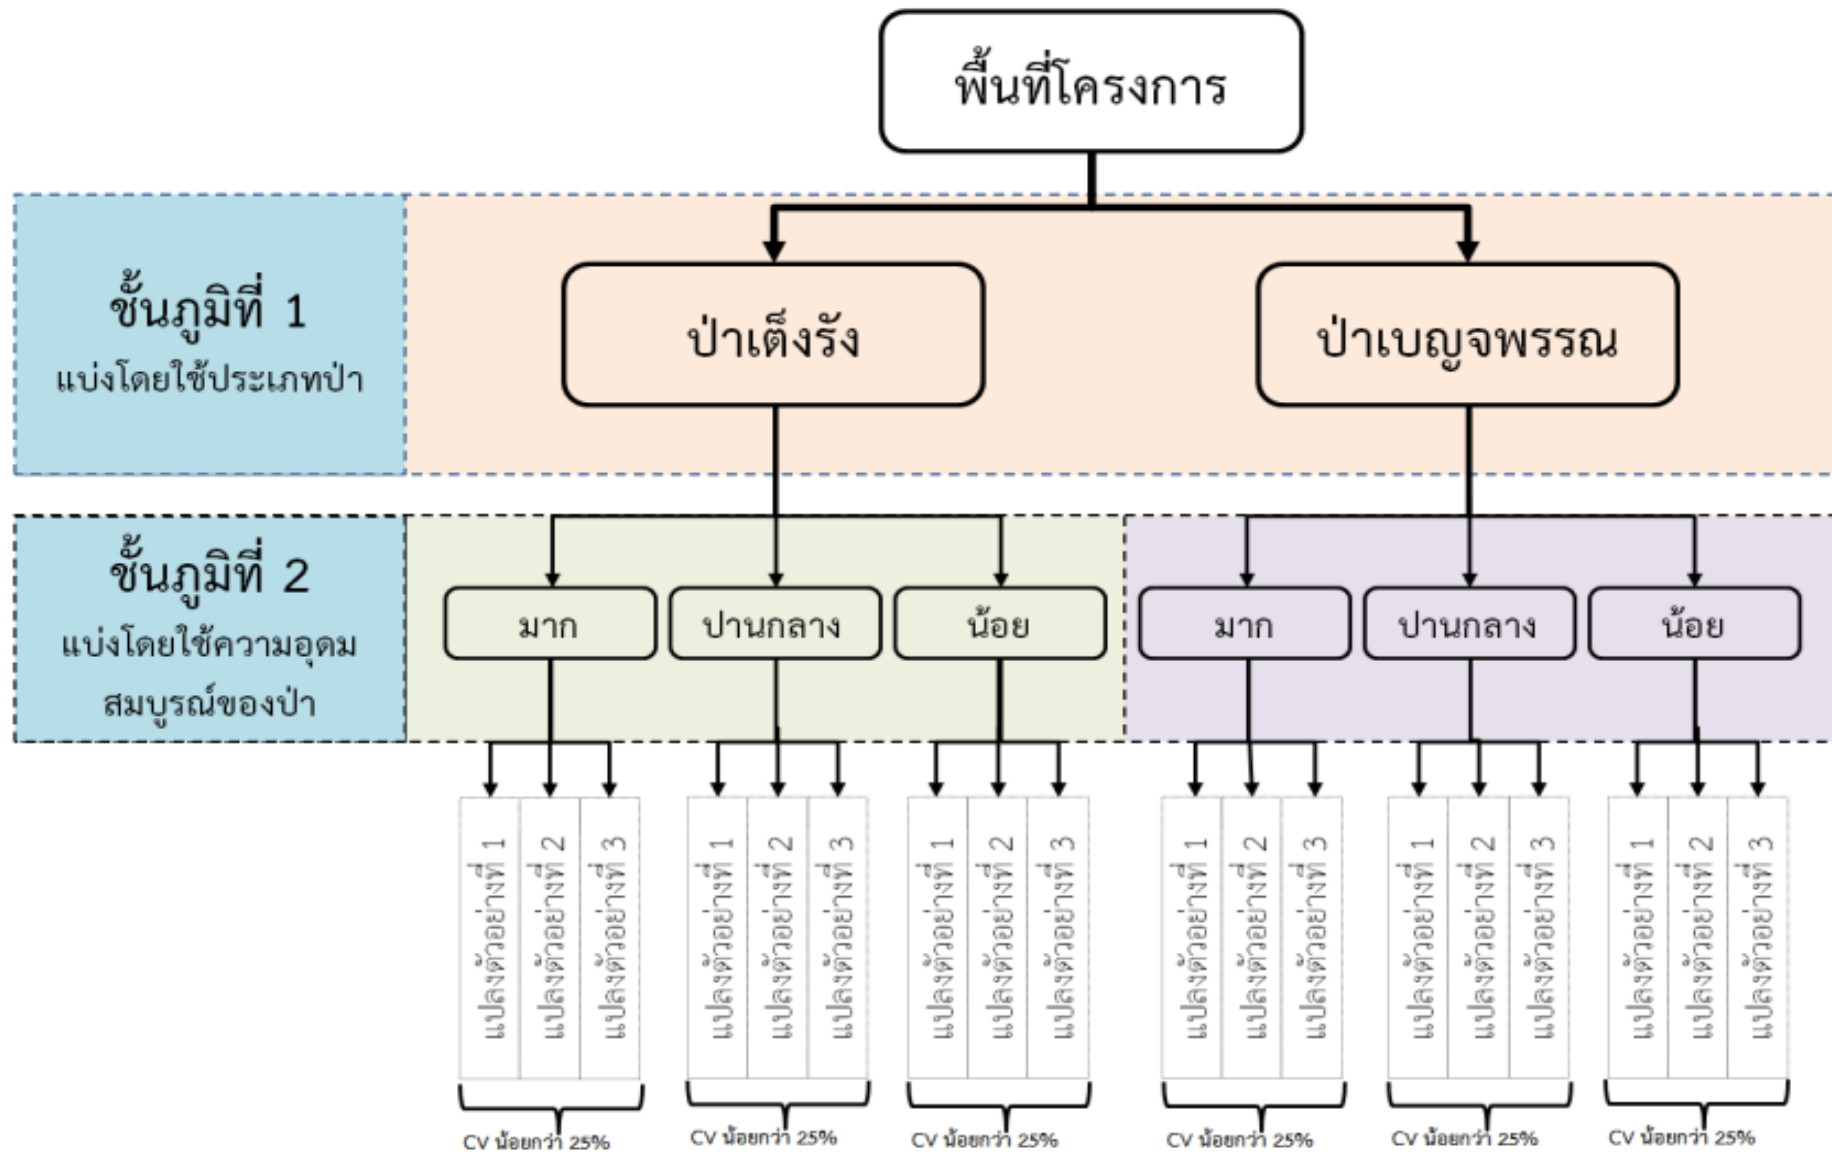 พื้นที่โครงการ
ชั้นภูมิที่ 1
แบ่งโดยใช้ประเภทป่า
ป่าเต็งรัง
ป่าเบญจพรรณ
ชั้นภูมิที่ 2
แบ่งโดยใช้ความอุดม
สมบูรณ์ของป่า
มาก
ปานกลาง
น้อย
มาก
ปานกลาง
น้อย
แปลงตัวอย่างที่ 1
แปลงตัวอย่างที่ 2
แปลงตัวอย่างที่ 3
แปลงตัวอย่างที่ 1
แปลงตัวอย่างที่ 2
แปลงตัวอย่างที่ 3
แปลงตัวอย่างที่ 1
แปลงตัวอย่างที่ 2
แปลงตัวอย่างที่ 3
แปลงตัวอย่างที่ 1
แปลงตัวอย่างที่ 2
แปลงตัวอย่างที่ 3
แปลงตัวอย่างที่ 1
แปลงตัวอย่างที่ 2
แปลงตัวอย่างที่ 3
แปลงตัวอย่างที่ 1
แปลงตัวอย่างที่ 2
แปลงตัวอย่างที่ 3
CV น้อยกว่า 25%
CV น้อยกว่า 25%
CV น้อยกว่า 25%
CV น้อยกว่า 25%
CV น้อยกว่า 25%
CV น้อยกว่า 25%